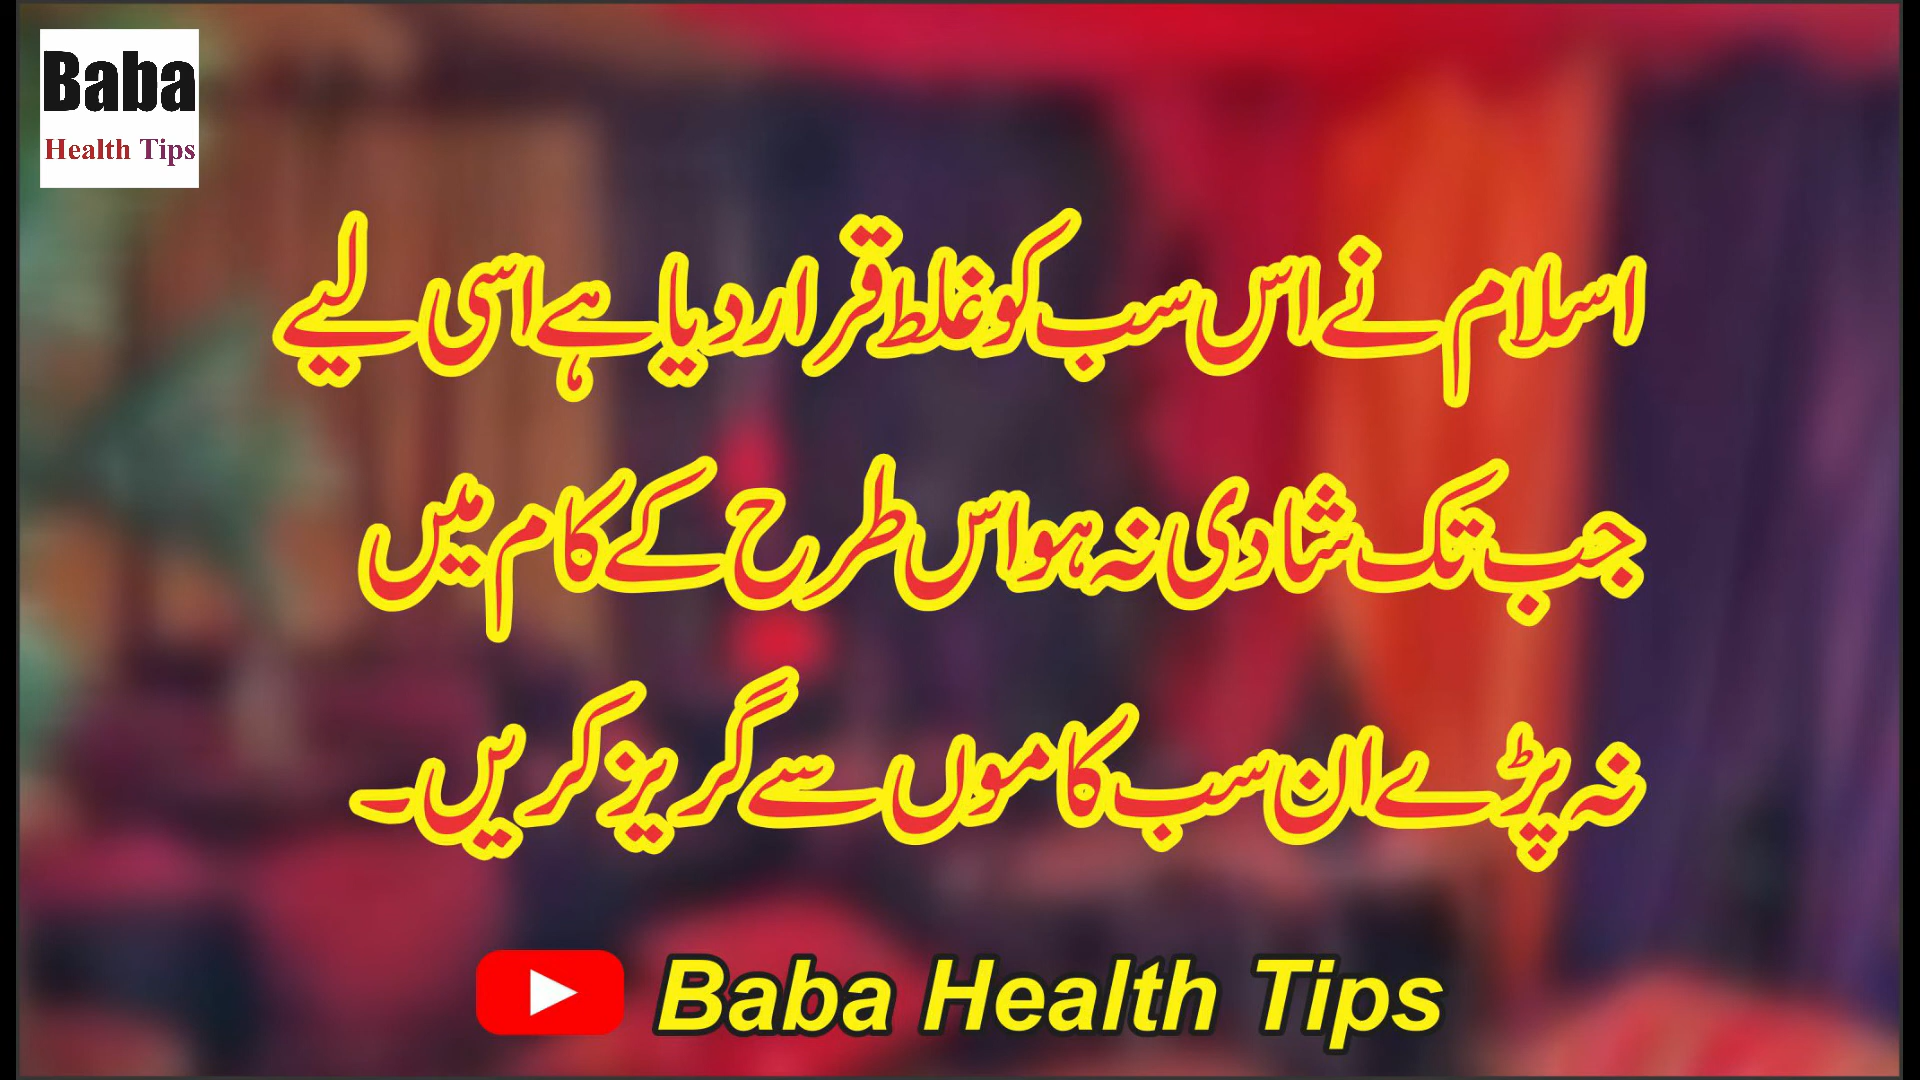 Baba
Health Tips
اسلام نے اس سب کو غلط قرار دیا ہے اسی لیے
جب تک شادی نہ ہو اس طرح کے کام میں
نہ پڑے ان سب کاموں سے گریز کریں۔
Baba Health Tips